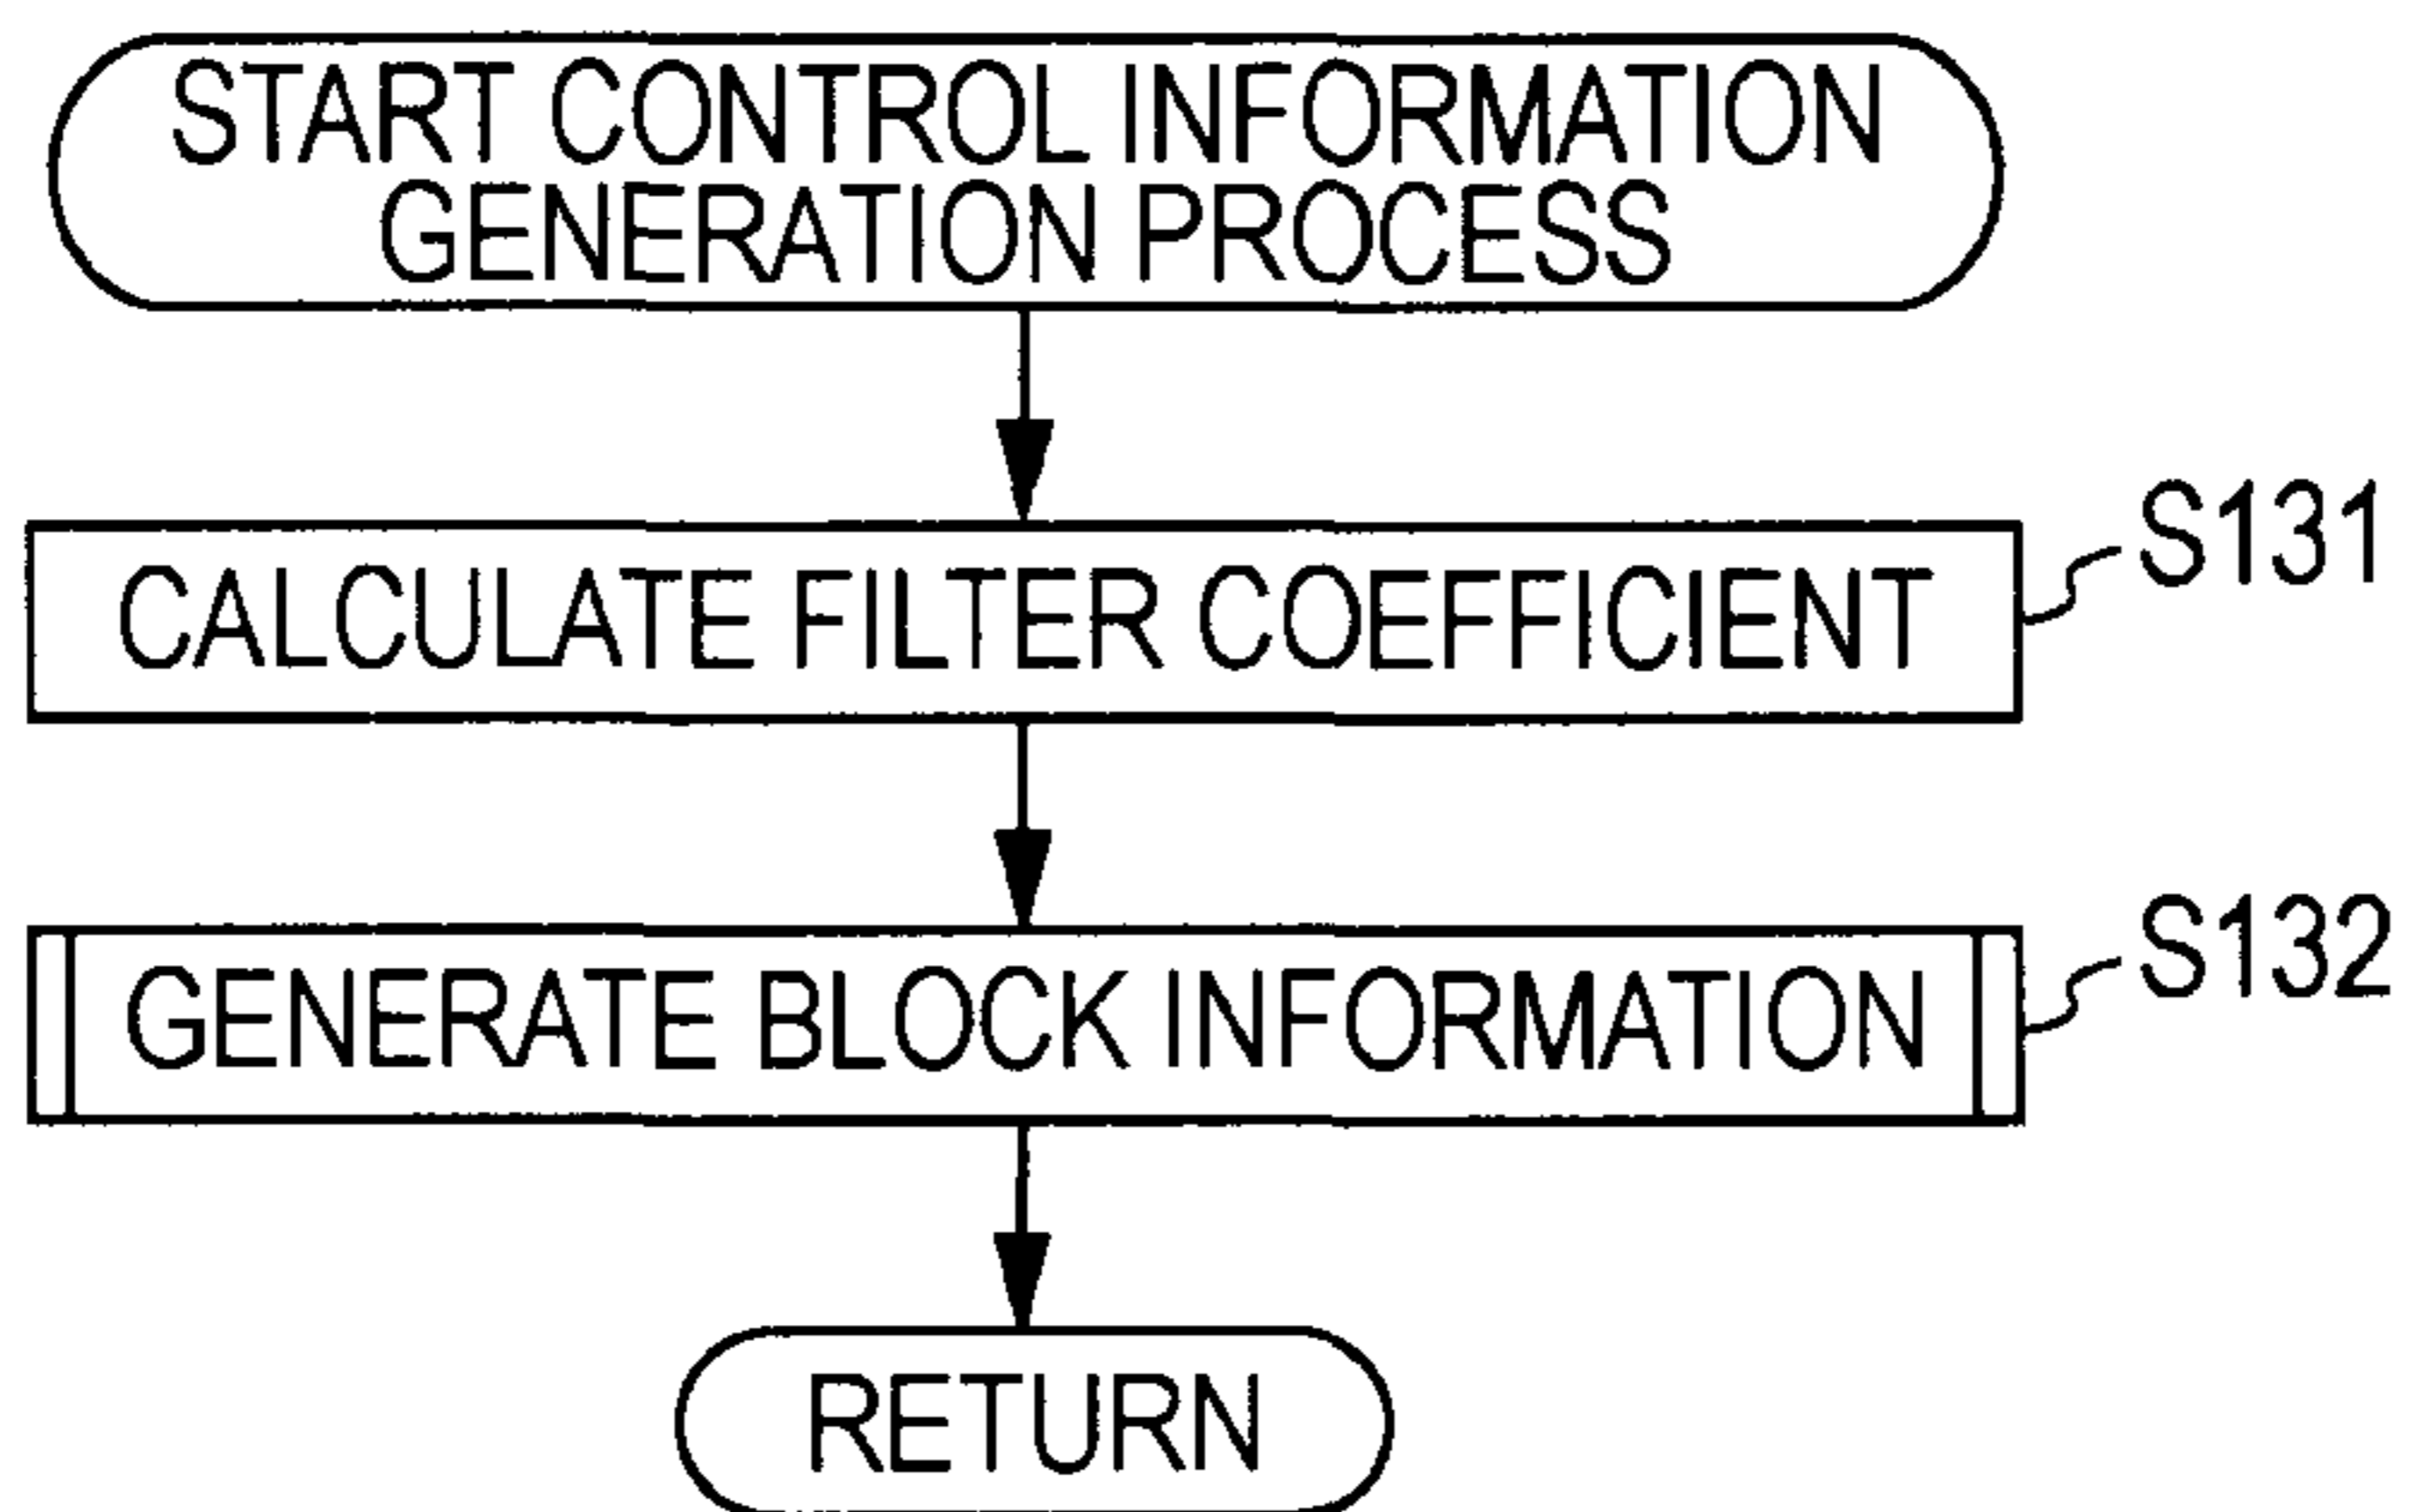 START CONTROL INFORMATION
GENERATION PROCESS
CALCULATE FILTER COEFFICIENT
S131
GENERATE BLOCK INFORMATION
S132
RETURN